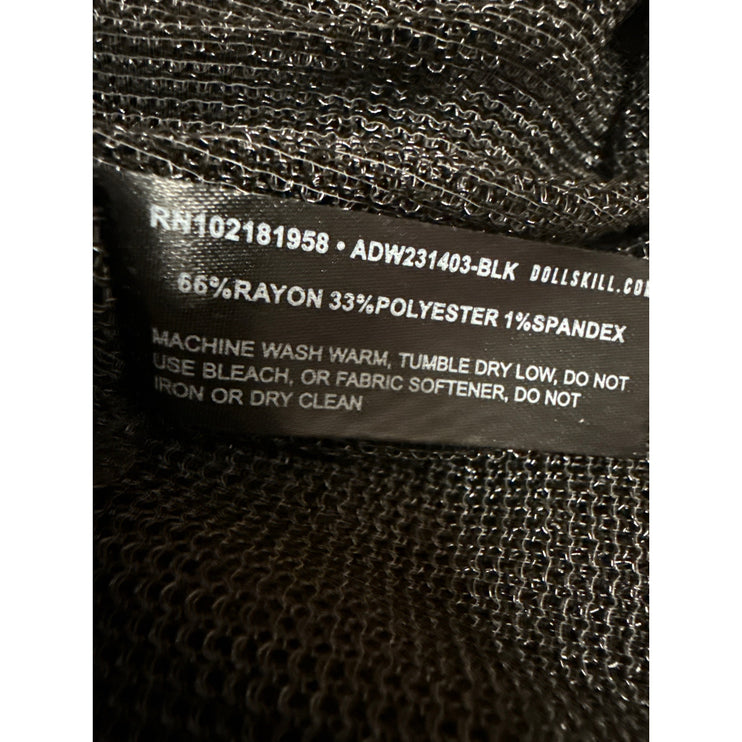 RN102181958 • ADW231403-BLK DOLLSKILL.CO
66%RAYON 33%POLYESTER 1%SPANDEX
MACHINE WASH WARM, TUMBLE DRY LOW, DO NOT
USE BLEACH, OR FABRIC SOFTENER, DO NOT
IRON OR DRY CLEAN